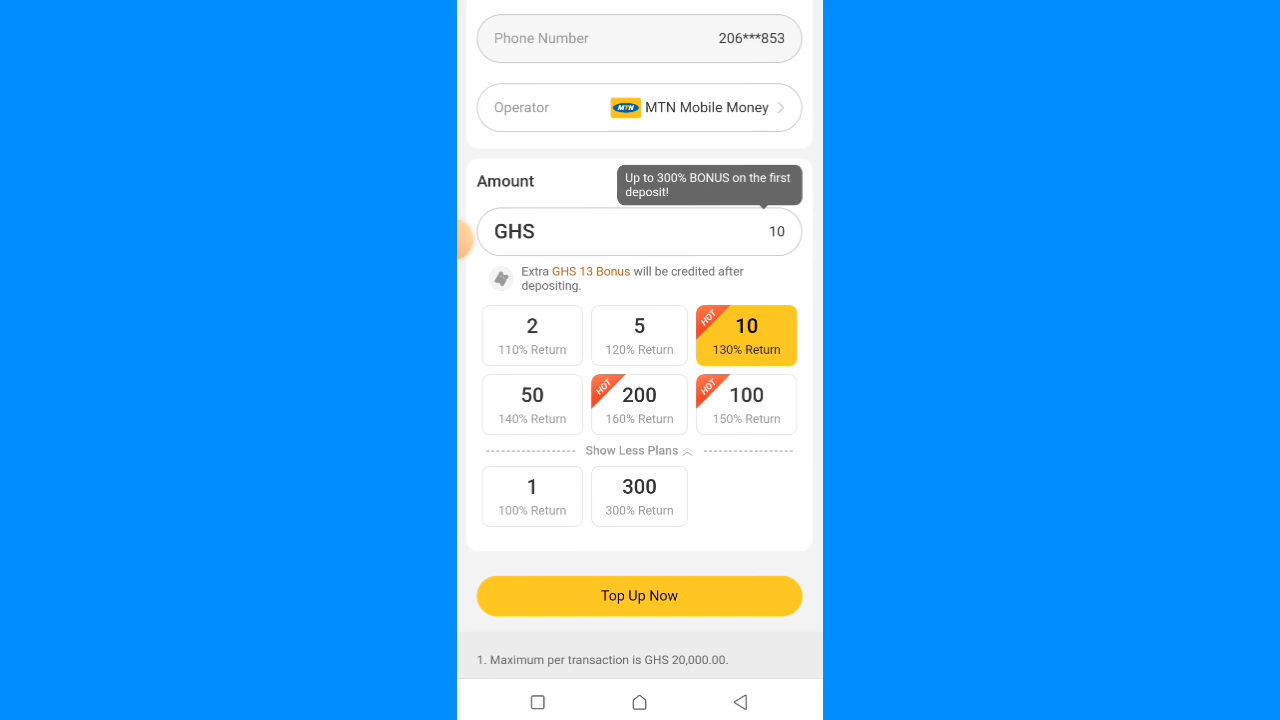 Phone Number
206***853
Operator
MTN
MTN Mobile Money
Amount
Up to 300% BONUS on the first
deposit!
GHS
10
Extra GHS 13 Bonus will be credited after
depositing.
2
110% Return
5
120% Return
HOT
10
130% Return
50
140% Return
HOT
200
160% Return
HOT
100
150% Return
Show Less Plans
1
100% Return
300
300% Return
Top Up Now
1. Maximum per transaction is GHS 20,000.00.